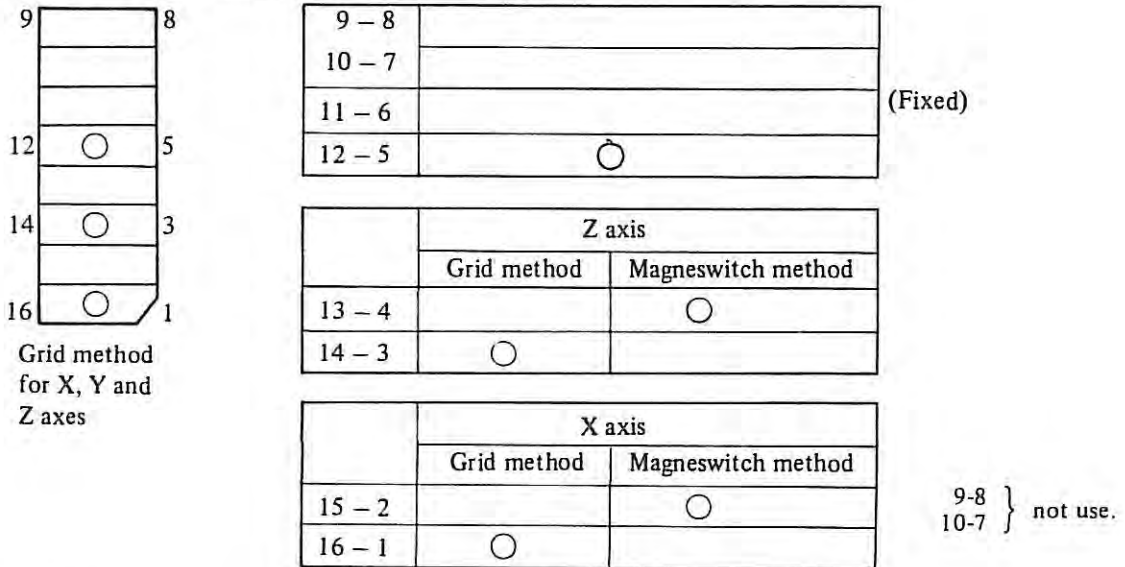 9 8
12 5
14 3
16 1
Grid method
for X, Y and
Z axes
9 – 8
10 – 7
11 – 6
12 – 5
(Fixed)
Z axis
Grid method Magneswitch method
13 – 4
14 – 3
X axis
Grid method Magneswitch method
15 – 2
16 – 1
9-8
10-7 } not use.